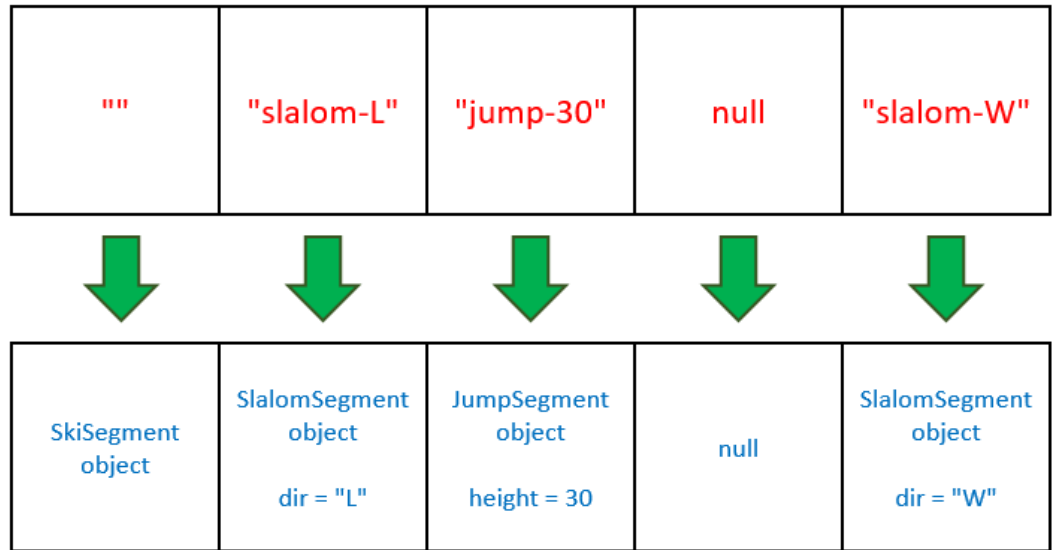 ""
"slalom-L"
"jump-30"
null
"slalom-W"
SkiSegment
object
SlalomSegment
object
dir = "L"
JumpSegment
object
height = 30
null
SlalomSegment
object
dir = "W"